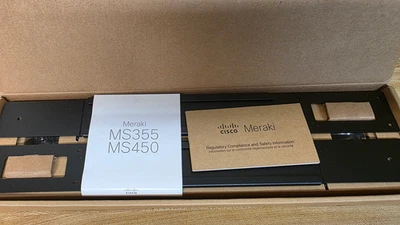 Meraki
MS355
MS450
CISCO
Meraki
Regulatory Compliance and Safety Information